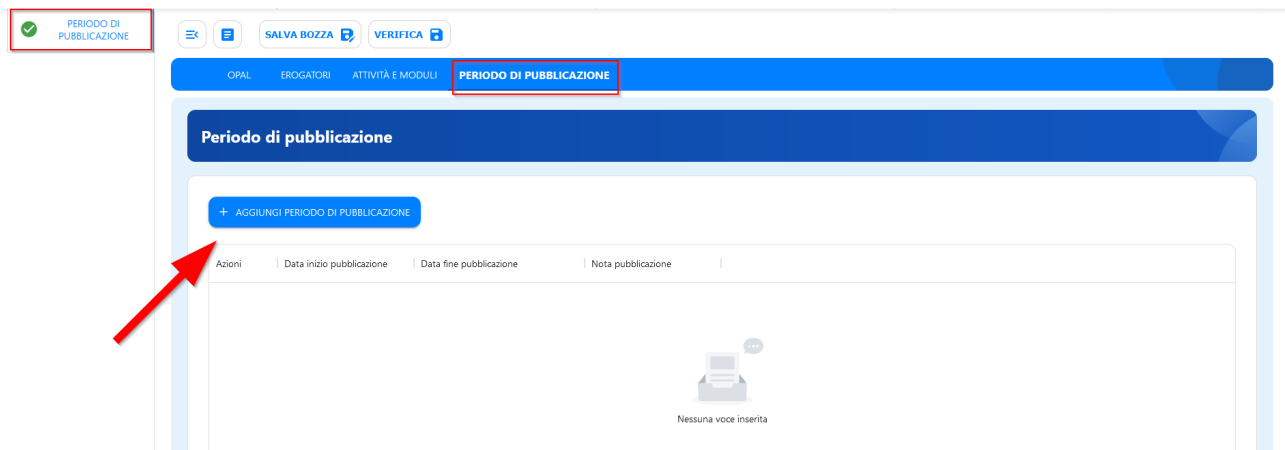 PERIODO DI
PUBBLICAZIONE
SALVA BOZZA
VERIFICA
OPAL
EROGATORI
ATTIVITÀ E MODULI
PERIODO DI PUBBLICAZIONE
Periodo di pubblicazione
+ AGGIUNGI PERIODO DI PUBBLICAZIONE
Azioni
Data inizio pubblicazione
Data fine pubblicazione
Nota pubblicazione
Nessuna voce inserita